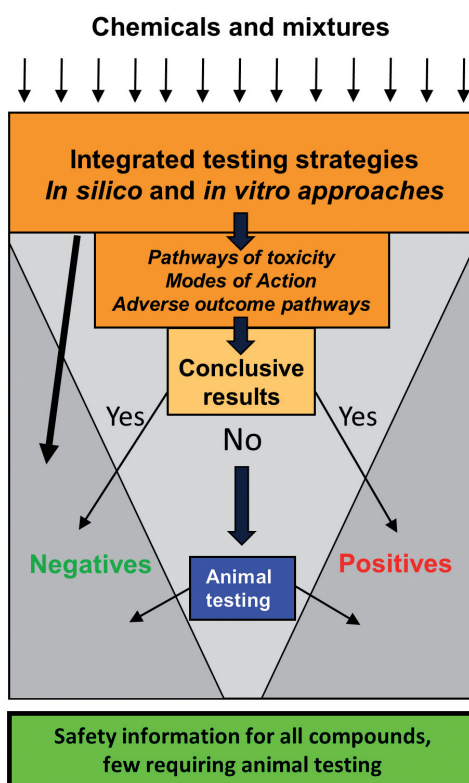 Chemicals and mixtures
Integrated testing strategies
In silico and in vitro approaches
Pathways of toxicity
Modes of Action
Adverse outcome pathways
Conclusive
results
Yes
Yes
No
Negatives
Positives
Animal
testing
Safety information for all compounds,
few requiring animal testing